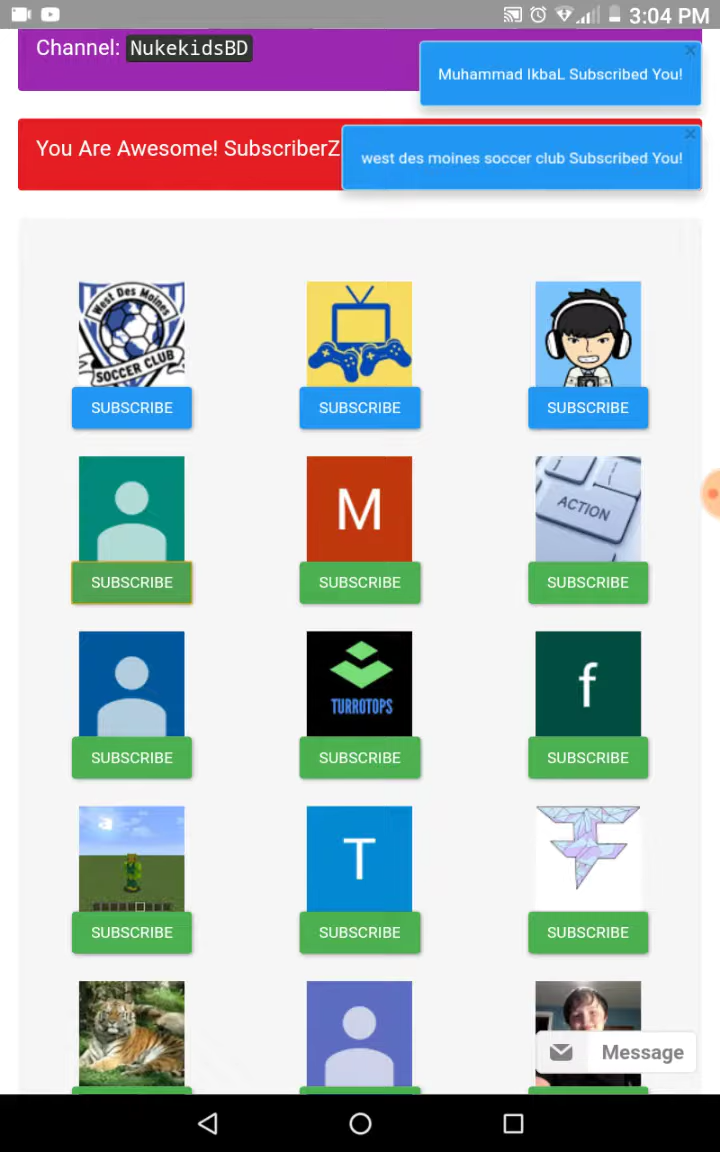 3:04 PM
Channel: NukekidsBD
Muhammad IkbaL Subscribed You!
You Are Awesome! SubscriberZ
west des moines soccer club Subscribed You!
West Des Moines
SOCCER CLUB
SUBSCRIBE SUBSCRIBE SUBSCRIBE
M
ACTION
SUBSCRIBE SUBSCRIBE SUBSCRIBE
TURROTOPS
f
SUBSCRIBE SUBSCRIBE SUBSCRIBE
T
SUBSCRIBE SUBSCRIBE SUBSCRIBE
Message